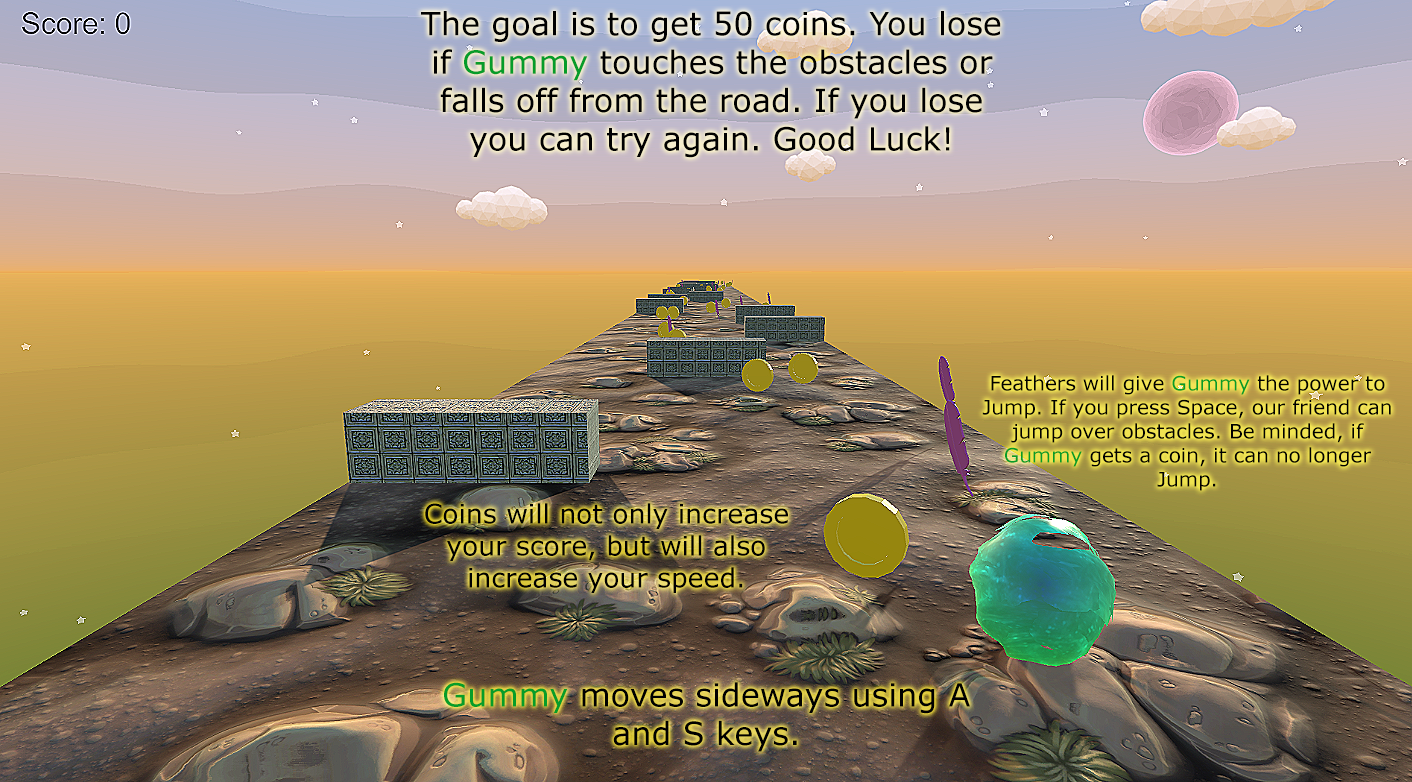 Score: 0
The goal is to get 50 coins. You lose
if Gummy touches the obstacles or
falls off from the road. If you lose
you can try again. Good Luck!
Feathers will give Gummy the power to
Jump. If you press Space, our friend can
jump over obstacles. Be minded, if
Gummy gets a coin, it can no longer
Jump.
Coins will not only increase
your score, but will also
increase your speed.
Gummy moves sideways using A
and S keys.